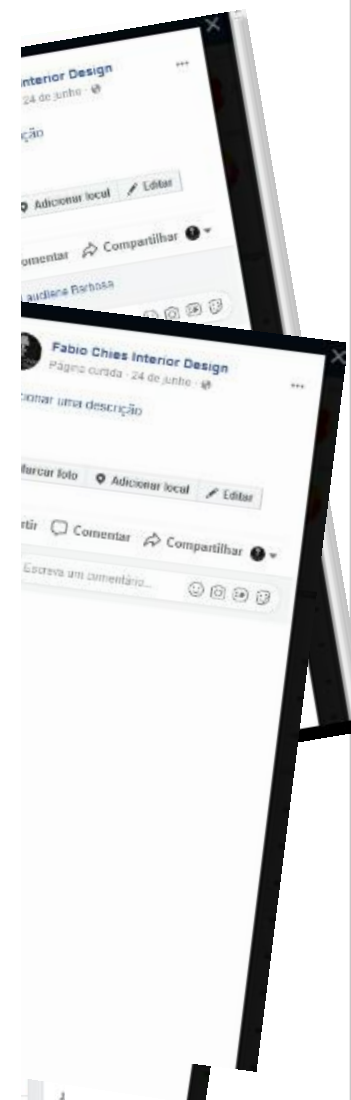 nterior Design
24 de junho
ção
Adicionar local Editar
omentar Compartilhar
audiane Barbosa
Fabio Chies Interior Design
Página curtida · 24 de junho ·
ionar uma descrição
Marcar foto Adicionar local Editar
rtir Comentar Compartilhar
Escreva um comentário...